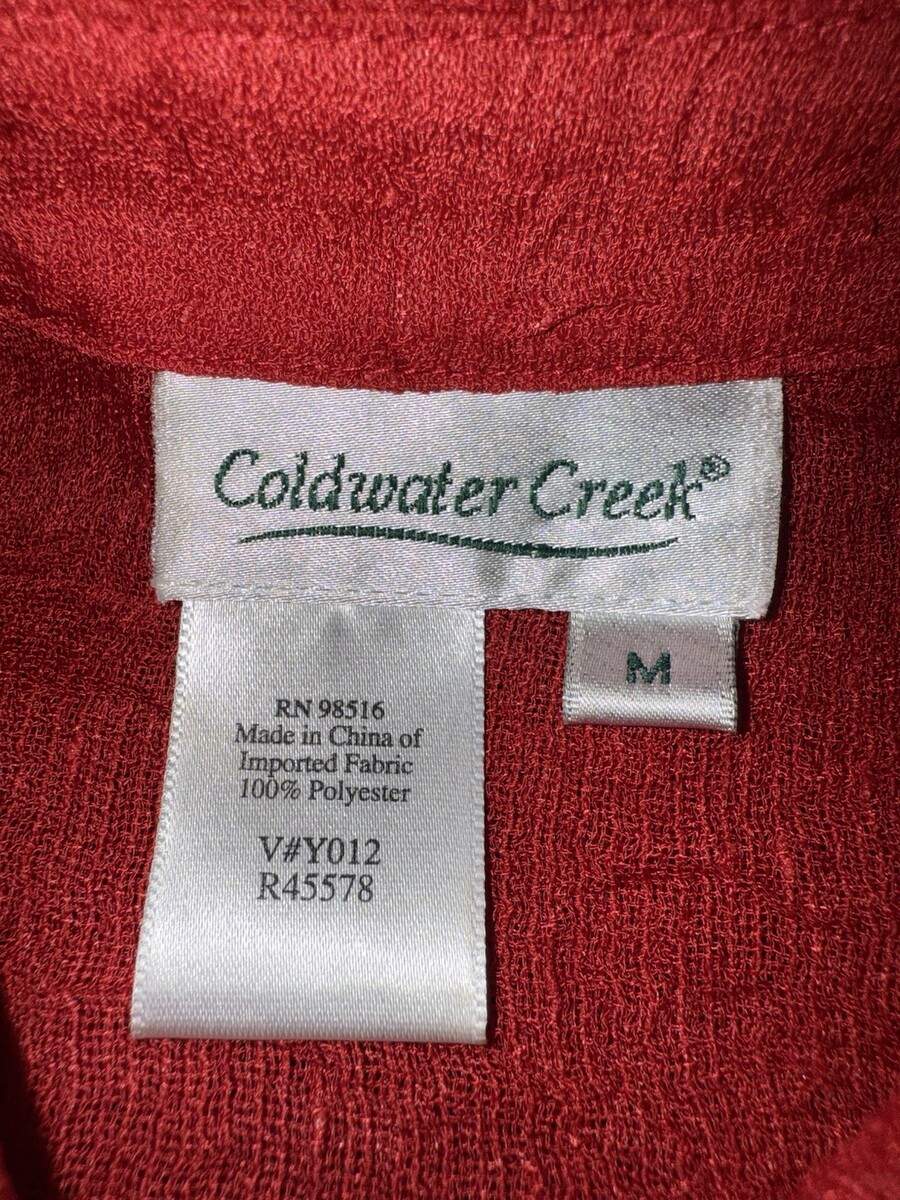 Coldwater Creek®
M
RN 98516
Made in China of
Imported Fabric
100% Polyester
V#Y012
R45578